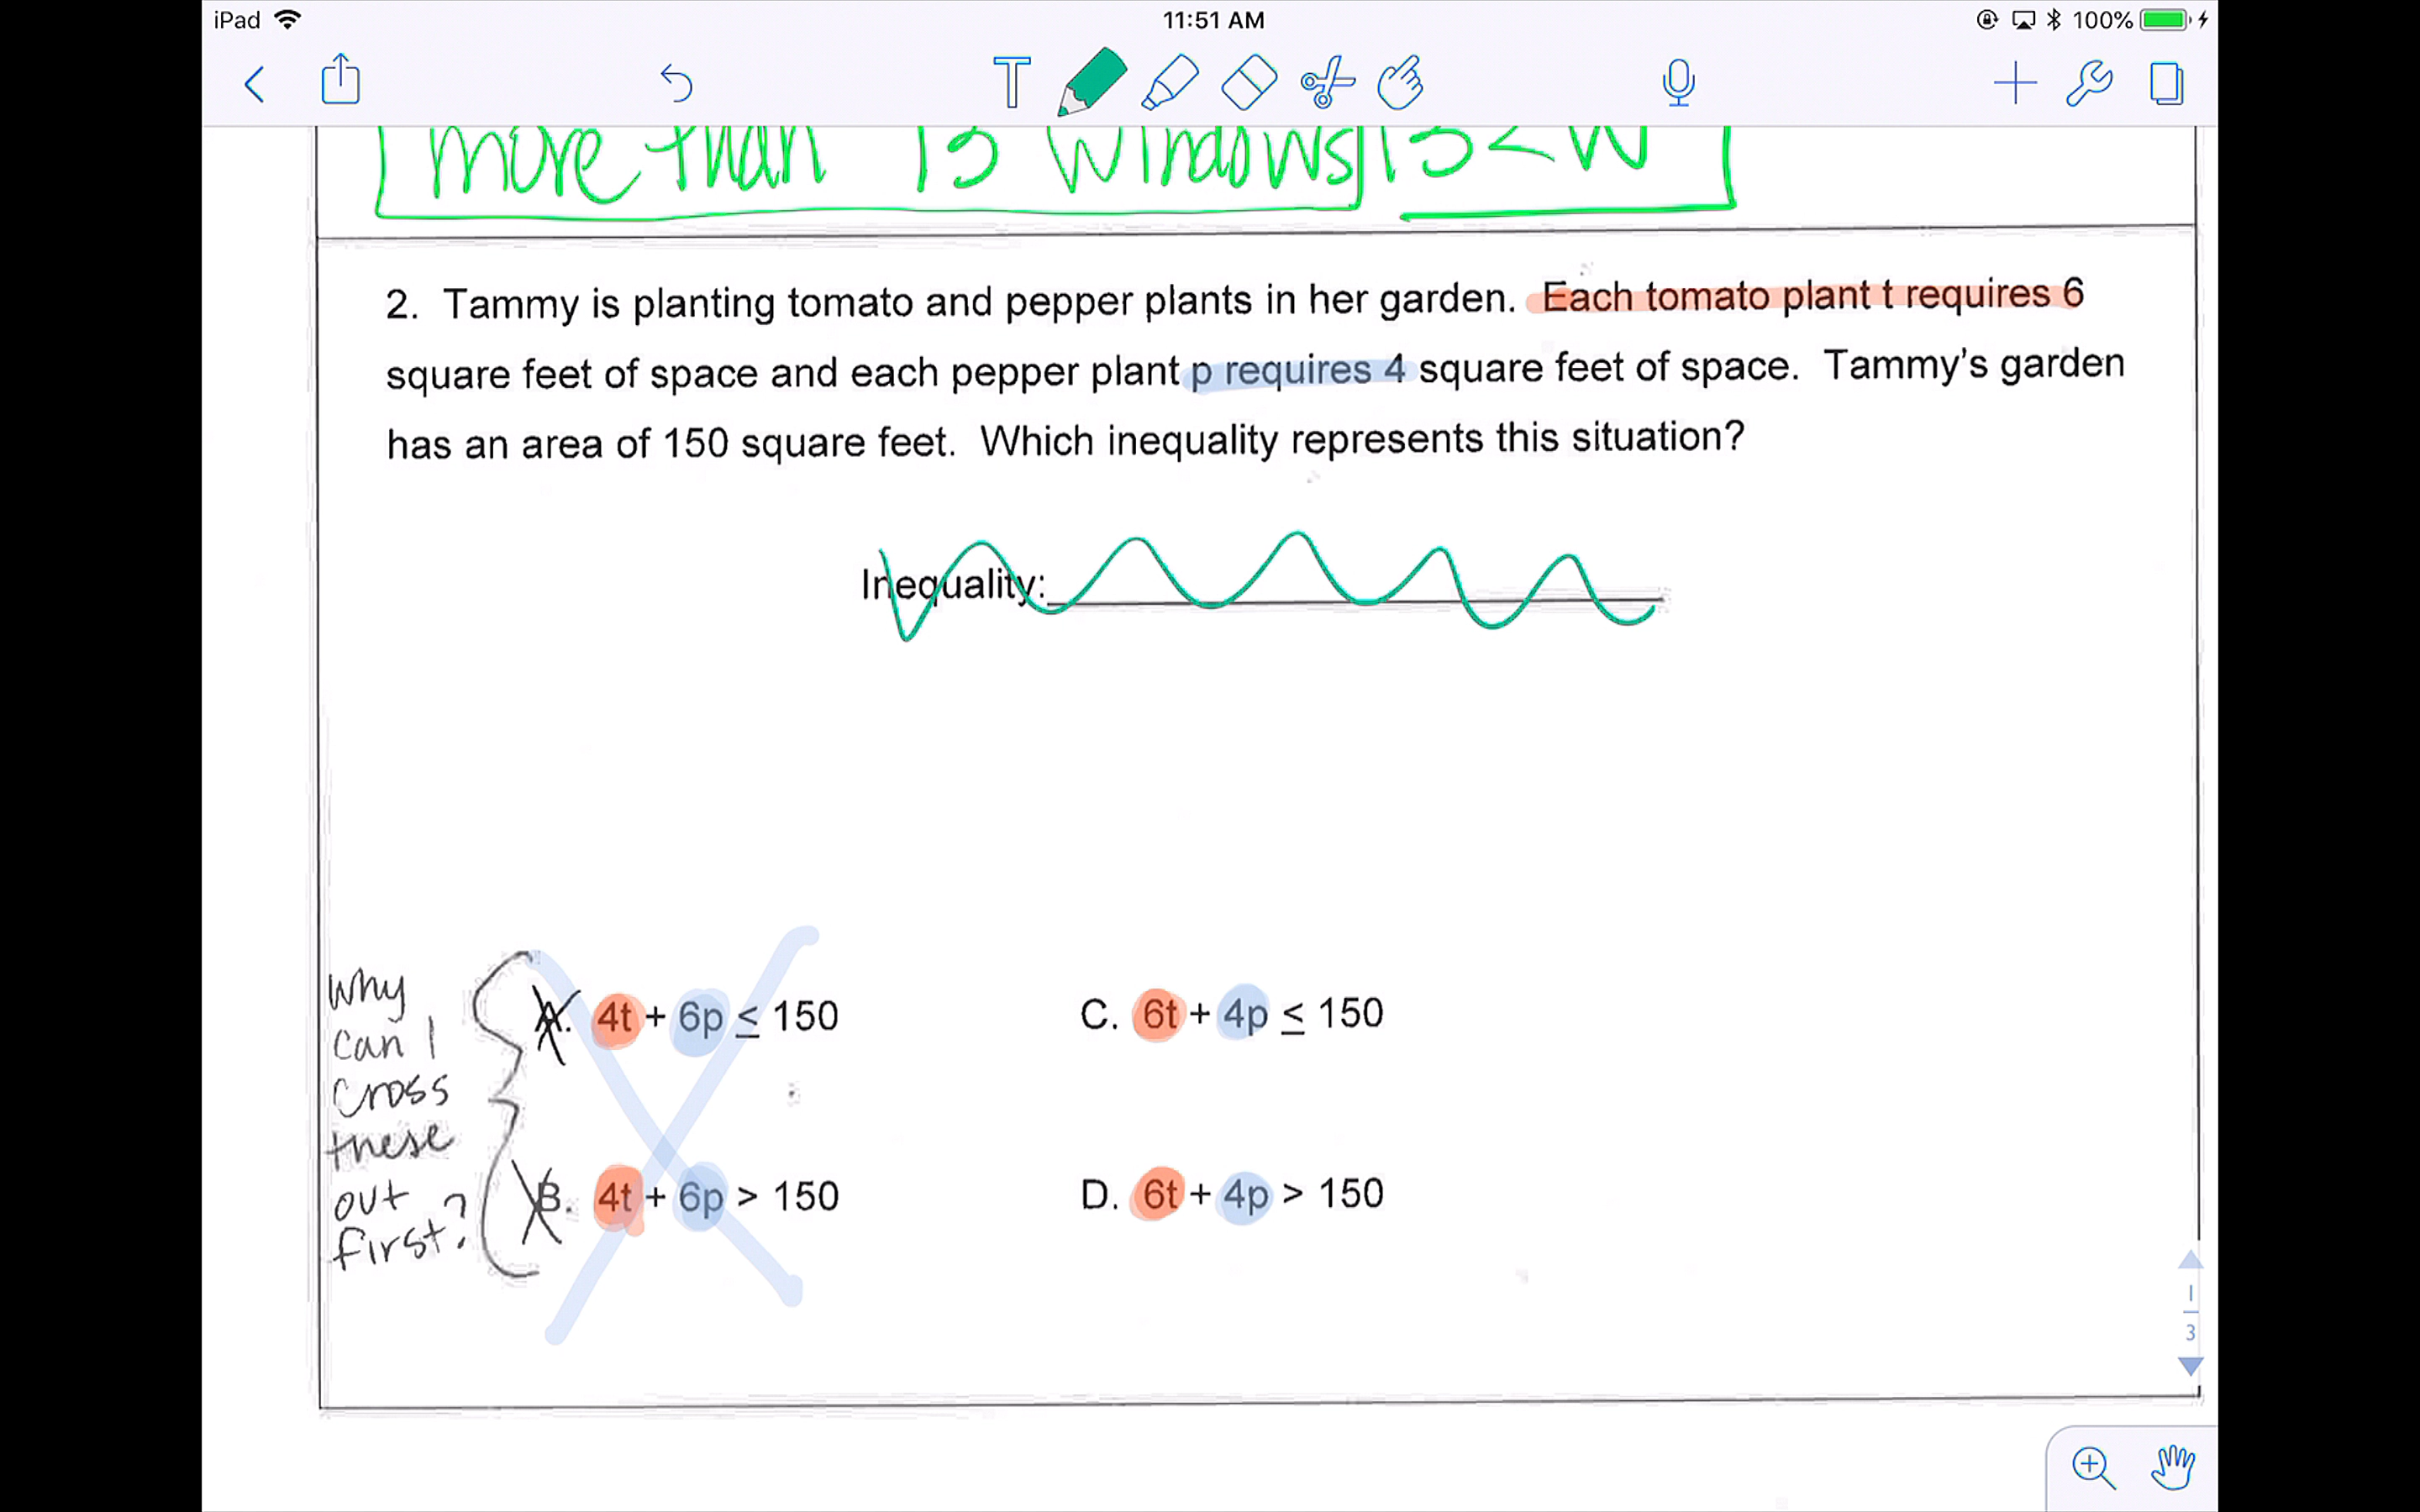 iPad 11:51 AM 100%
T
more than 15 windows 15 < W
2. Tammy is planting tomato and pepper plants in her garden. Each tomato plant t requires 6
square feet of space and each pepper plant p requires 4 square feet of space. Tammy's garden
has an area of 150 square feet. Which inequality represents this situation?
Inequality:
Why
can I
cross
these
out
first?
A. 4t + 6p ≤ 150
B. 4t + 6p > 150
C. 6t + 4p ≤ 150
D. 6t + 4p > 150
1
3